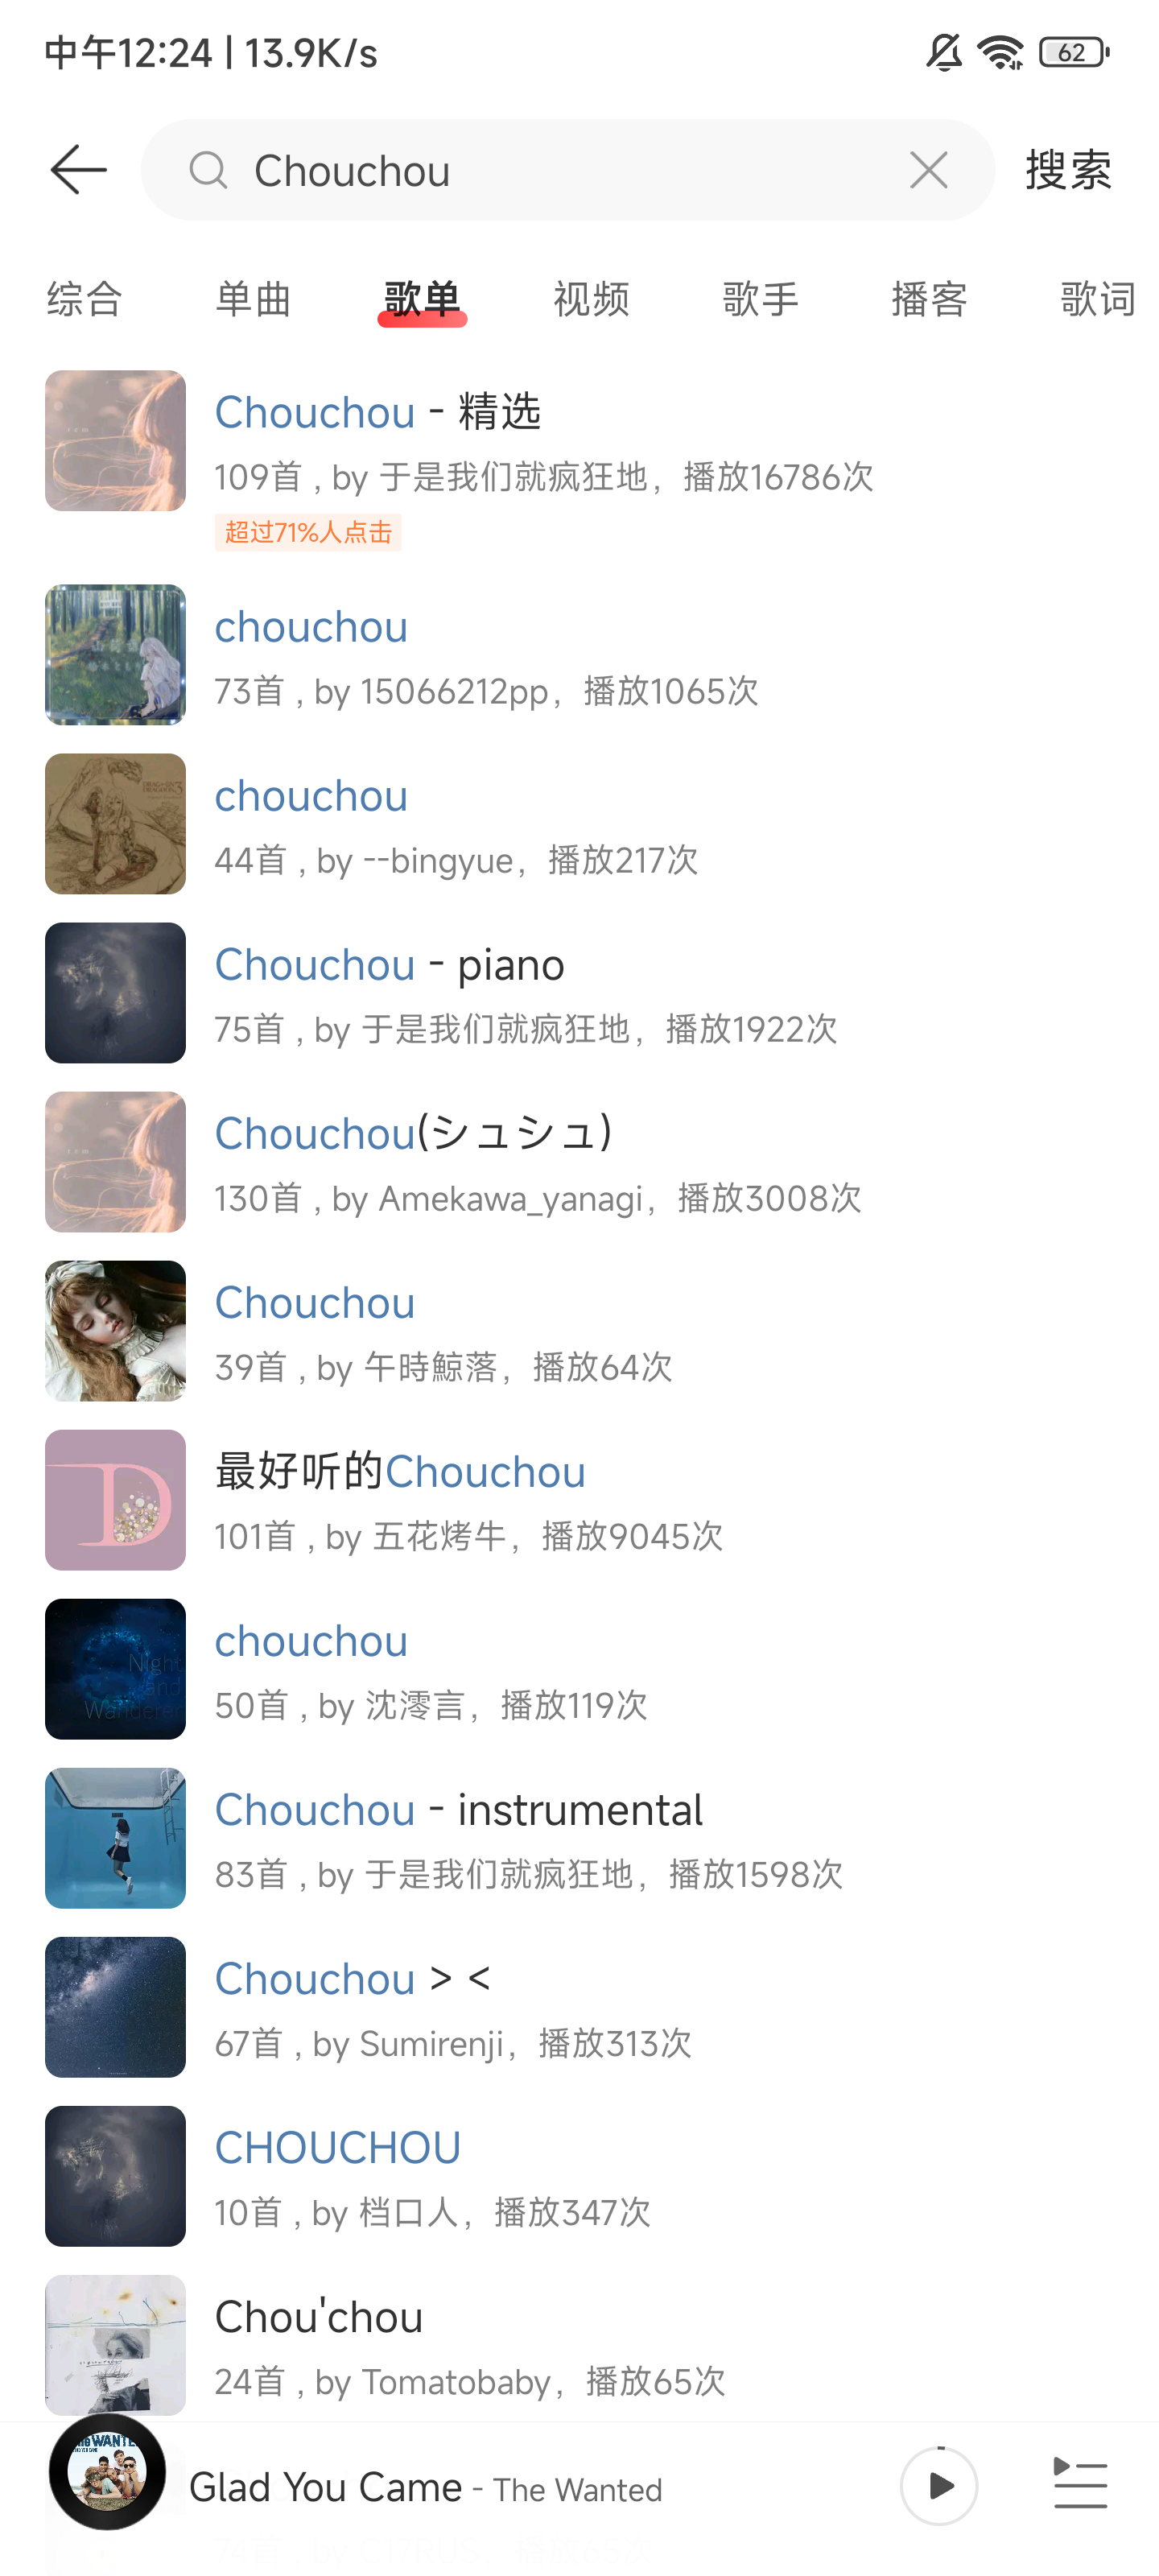 中午12:24 | 13.9K/s
62
Chouchou
搜索
综合 单曲 歌单 视频 歌手 播客 歌词
Chouchou - 精选
109首 , by 于是我们就疯狂地，播放16786次
超过71%人点击
chouchou
73首 , by 15066212pp，播放1065次
chouchou
44首 , by --bingyue，播放217次
Chouchou - piano
75首 , by 于是我们就疯狂地，播放1922次
Chouchou(シュシュ)
130首 , by Amekawa_yanagi，播放3008次
Chouchou
39首 , by 午時鯨落，播放64次
最好听的Chouchou
101首 , by 五花烤牛，播放9045次
chouchou
Night
and
Wanderer
50首 , by 沈澪言，播放119次
Chouchou - instrumental
83首 , by 于是我们就疯狂地，播放1598次
Chouchou > <
67首 , by Sumirenji，播放313次
CHOUCHOU
10首 , by 档口人，播放347次
Chou'chou
24首 , by Tomatobaby，播放65次
Glad You Came - The Wanted